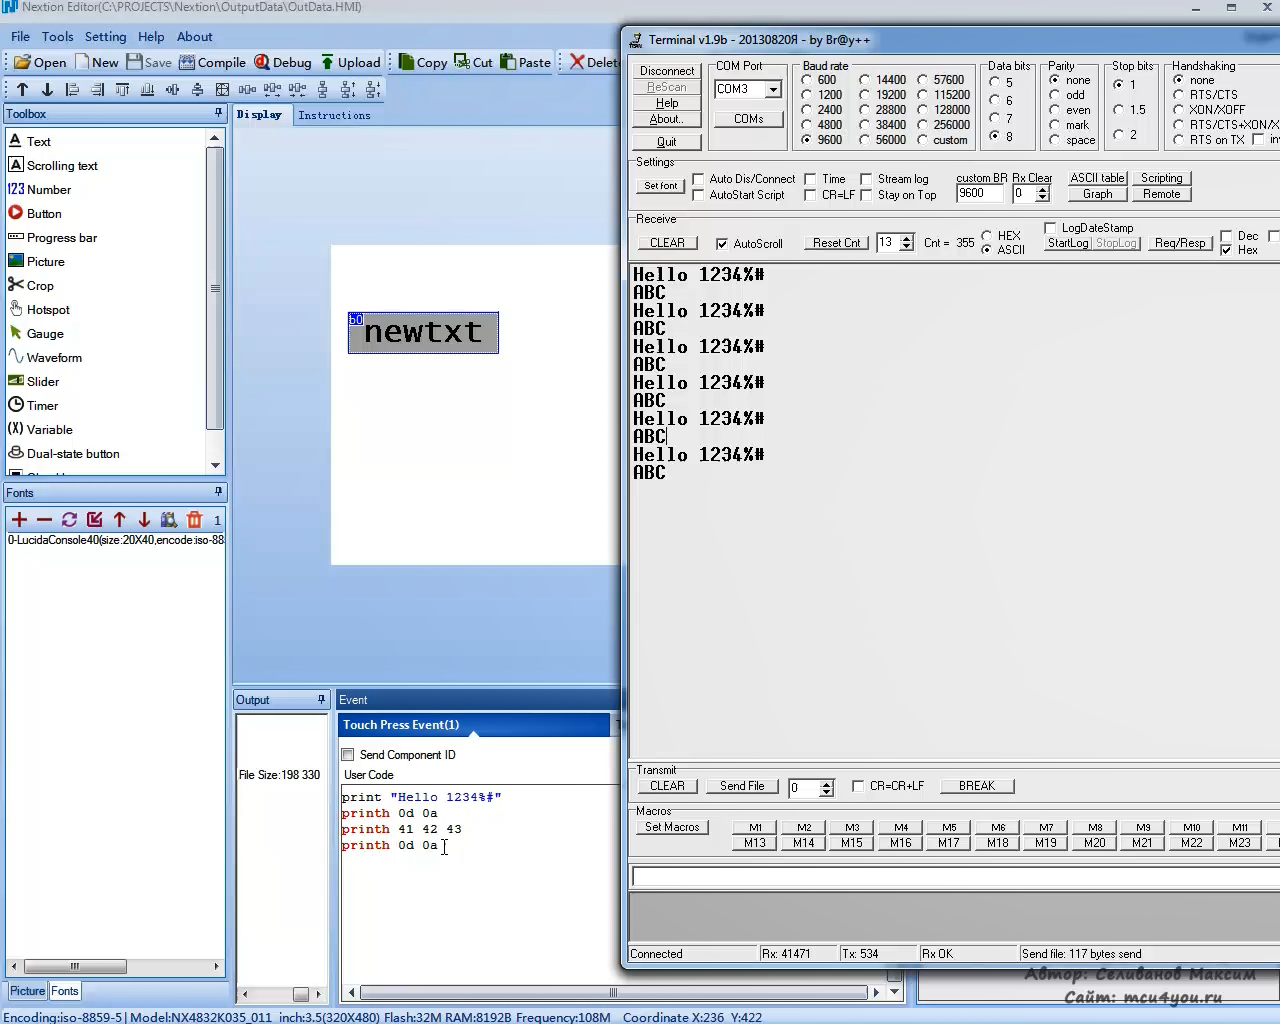 Nextion Editor(C:\PROJECTS\Nextion\OutputData\OutData.HMI)
File Tools Setting Help About
Open New Save Compile Debug Upload Copy Cut Paste Delete
Toolbox
Text
Scrolling text
Number
Button
Progress bar
Picture
Crop
Hotspot
Gauge
Waveform
Slider
Timer
Variable
Dual-state button
Fonts
1
0-LucidaConsole40(size:20X40,encode:iso-88
Picture Fonts
Display Instructions
b0 newtxt
Output
File Size:198 330
Event
Touch Press Event(1)
Send Component ID
User Code
print "Hello 1234%#"
printh 0d 0a
printh 41 42 43
printh 0d 0a
Terminal v1.9b - 20130820Я - by Br@y++
Disconnect
ReScan
Help
About..
Quit
COM Port
COM3
COMs
Baud rate
600 14400 57600
1200 19200 115200
2400 28800 128000
4800 38400 256000
9600 56000 custom
Data bits
5
6
7
8
Parity
none
odd
even
mark
space
Stop bits
1
1.5
2
Handshaking
none
RTS/CTS
XON/XOFF
RTS/CTS+XON/X
RTS on TX
Settings
Set font
Auto Dis/Connect Time Stream log
AutoStart Script CR=LF Stay on Top
custom BR Rx Clear
9600 0
ASCII table Scripting
Graph Remote
Receive
CLEAR AutoScroll Reset Cnt 13 Cnt = 355
HEX
ASCII
LogDateStamp
StartLog StopLog Req/Resp
Dec
Hex
Hello 1234%#
ABC
Hello 1234%#
ABC
Hello 1234%#
ABC
Hello 1234%#
ABC
Hello 1234%#
ABC
Hello 1234%#
ABC
Transmit
CLEAR Send File 0 CR=CR+LF BREAK
Macros
Set Macros
M1 M2 M3 M4 M5 M6 M7 M8 M9 M10 M11
M13 M14 M15 M16 M17 M18 M19 M20 M21 M22 M23
Connected Rx: 41471 Tx: 534 Rx OK Send file: 117 bytes send
Автор: Селиванов Максим
Сайт: mcu4you.ru
Encoding:iso-8859-5 Model:NX4832K035_011 inch:3.5(320X480) Flash:32M RAM:8192B Frequency:108M Coordinate X:236 Y:422